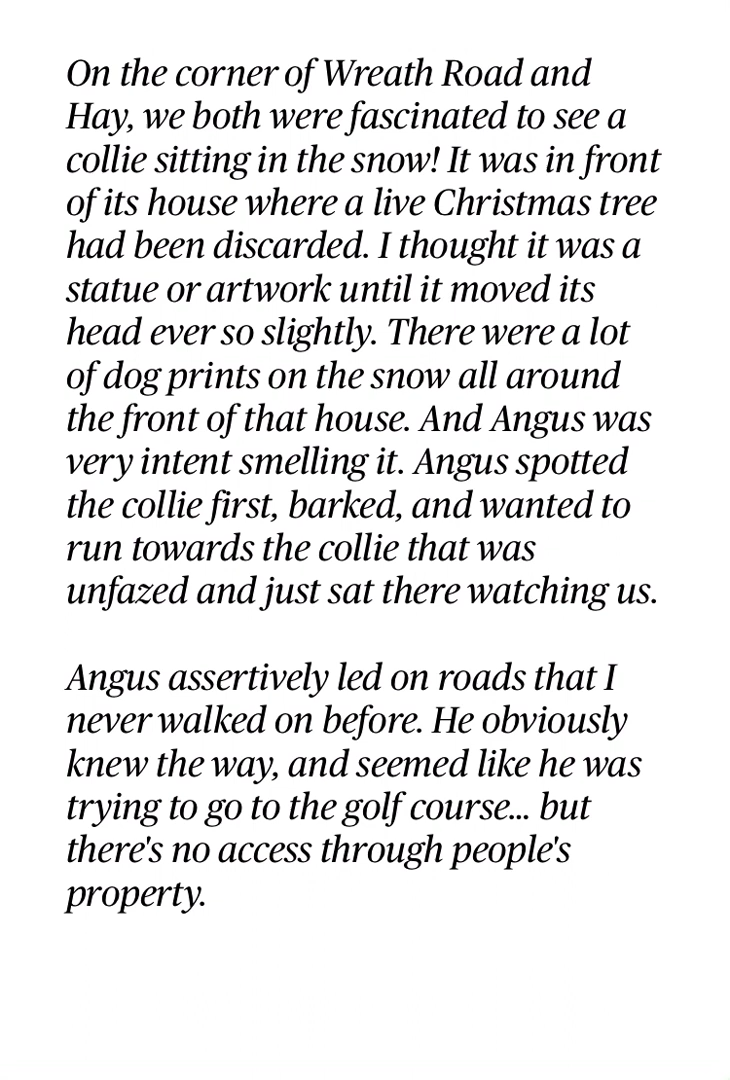 On the corner of Wreath Road and
Hay, we both were fascinated to see a
collie sitting in the snow! It was in front
of its house where a live Christmas tree
had been discarded. I thought it was a
statue or artwork until it moved its
head ever so slightly. There were a lot
of dog prints on the snow all around
the front of that house. And Angus was
very intent smelling it. Angus spotted
the collie first, barked, and wanted to
run towards the collie that was
unfazed and just sat there watching us.

Angus assertively led on roads that I
never walked on before. He obviously
knew the way, and seemed like he was
trying to go to the golf course... but
there's no access through people's
property.